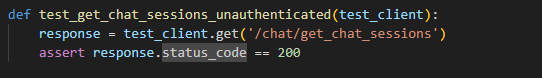 def test_get_chat_sessions_unauthenticated(test_client):
    response = test_client.get('/chat/get_chat_sessions')
    assert response.status_code == 200